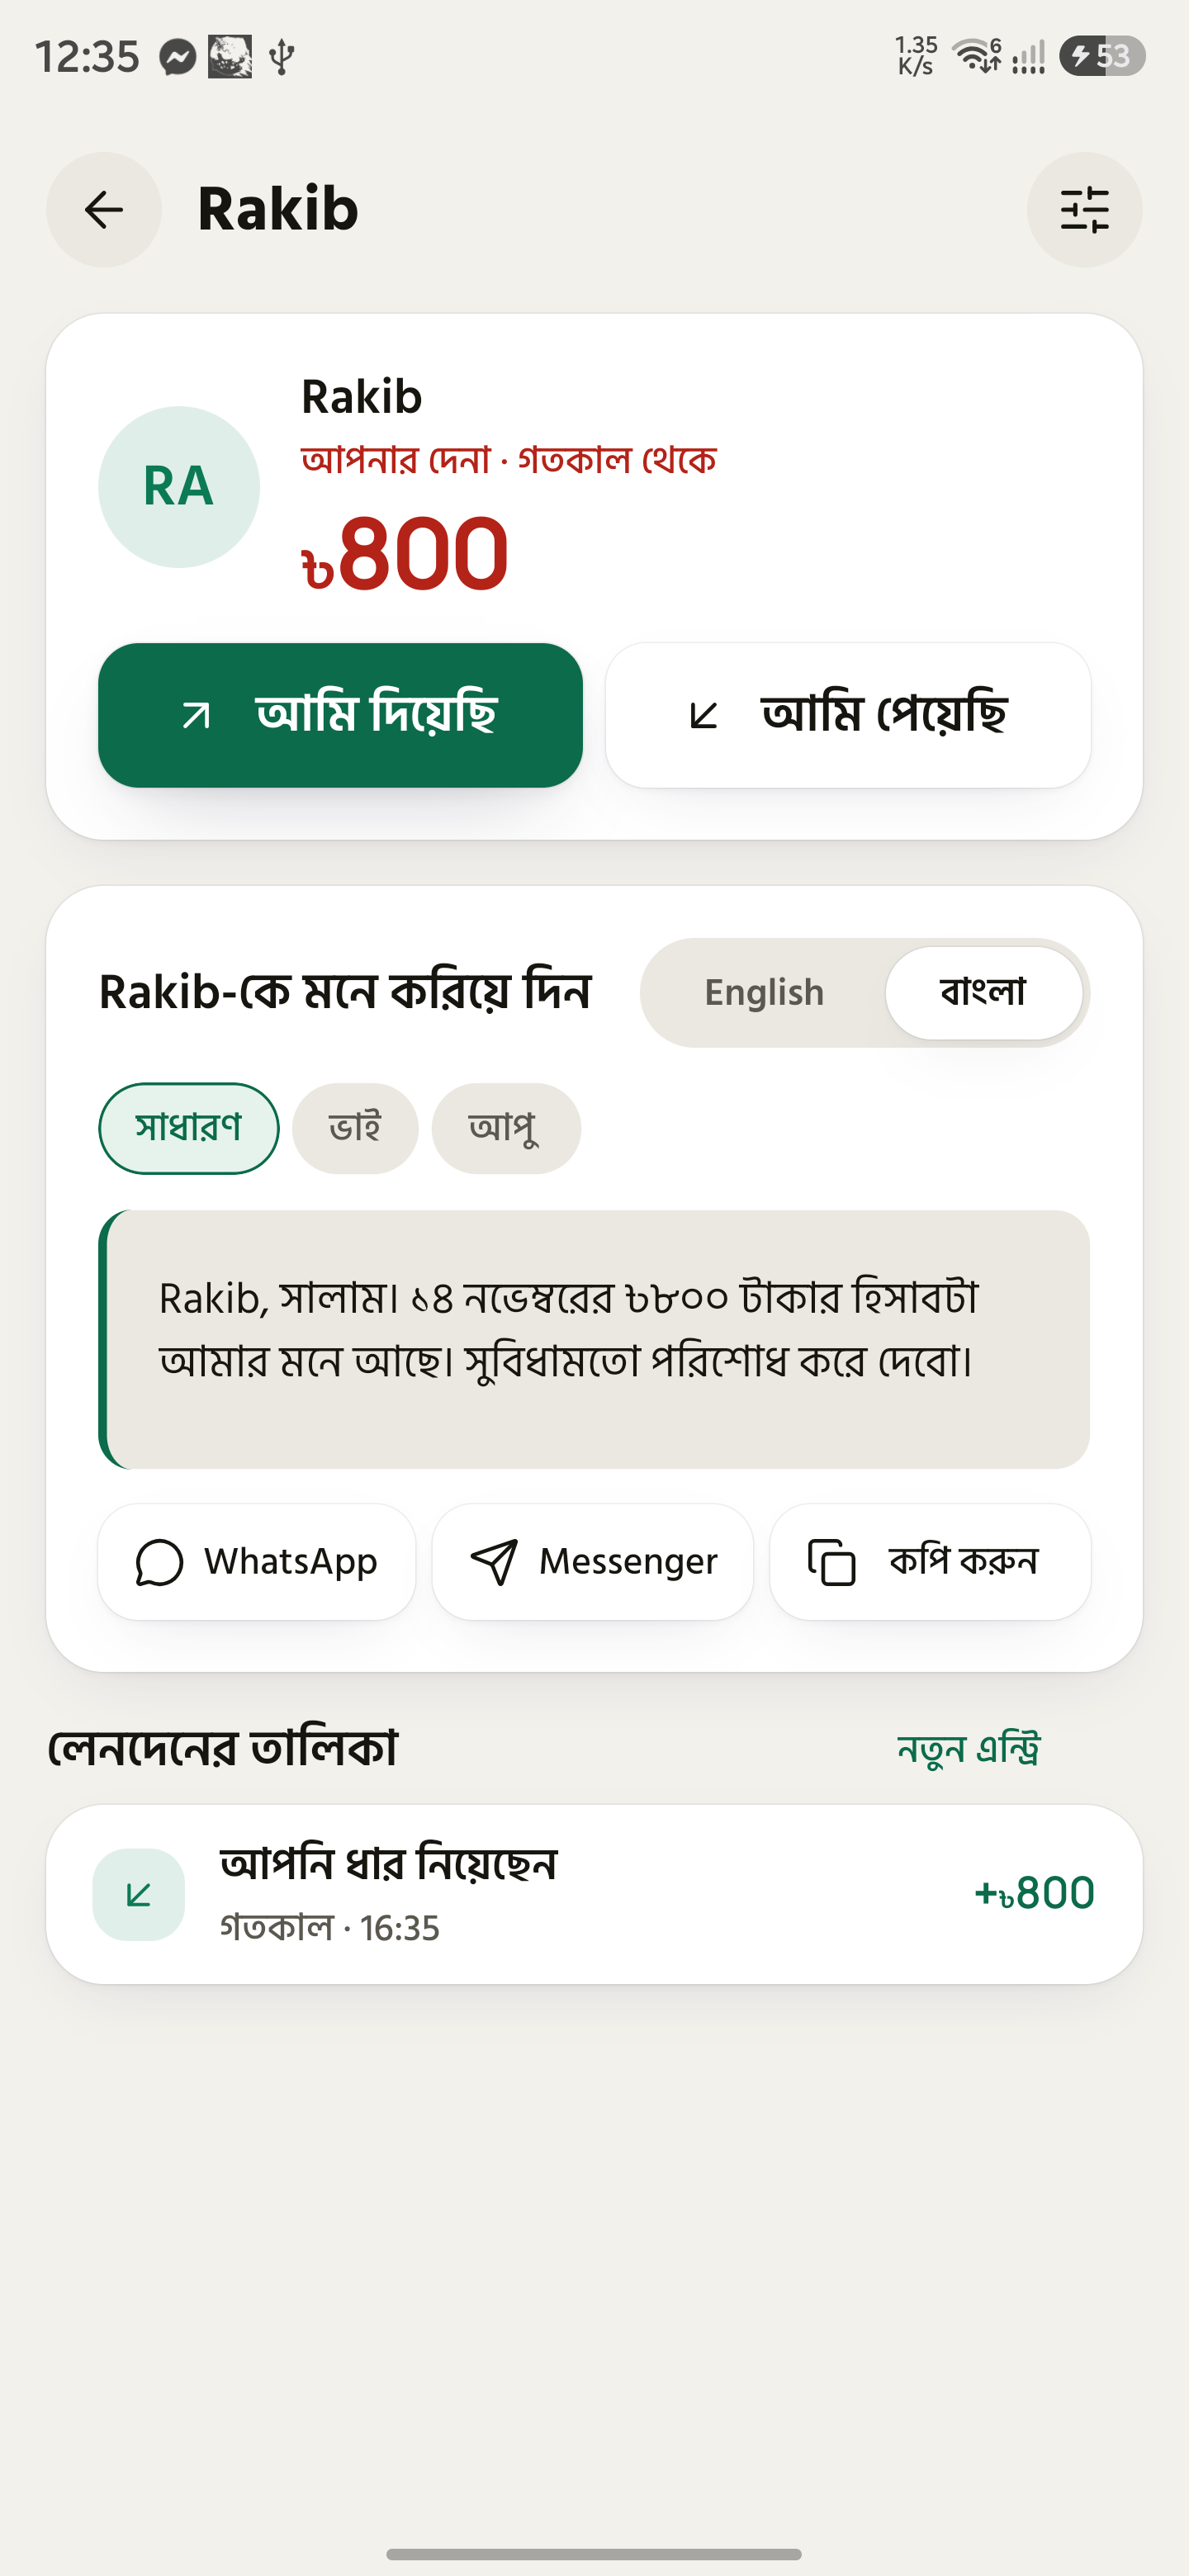 12:35
1.35
K/s
6
53
Rakib
RA
Rakib
আপনার দেনা · গতকাল থেকে
৳800
আমি দিয়েছি
আমি পেয়েছি
Rakib-কে মনে করিয়ে দিন
English
বাংলা
সাধারণ
ভাই
আপু
Rakib, সালাম। ১৪ নভেম্বরের ৳৮০০ টাকার হিসাবটা
আমার মনে আছে। সুবিধামতো পরিশোধ করে দেবো।
WhatsApp
Messenger
কপি করুন
লেনদেনের তালিকা
নতুন এন্ট্রি
আপনি ধার নিয়েছেন
গতকাল · 16:35
+৳800